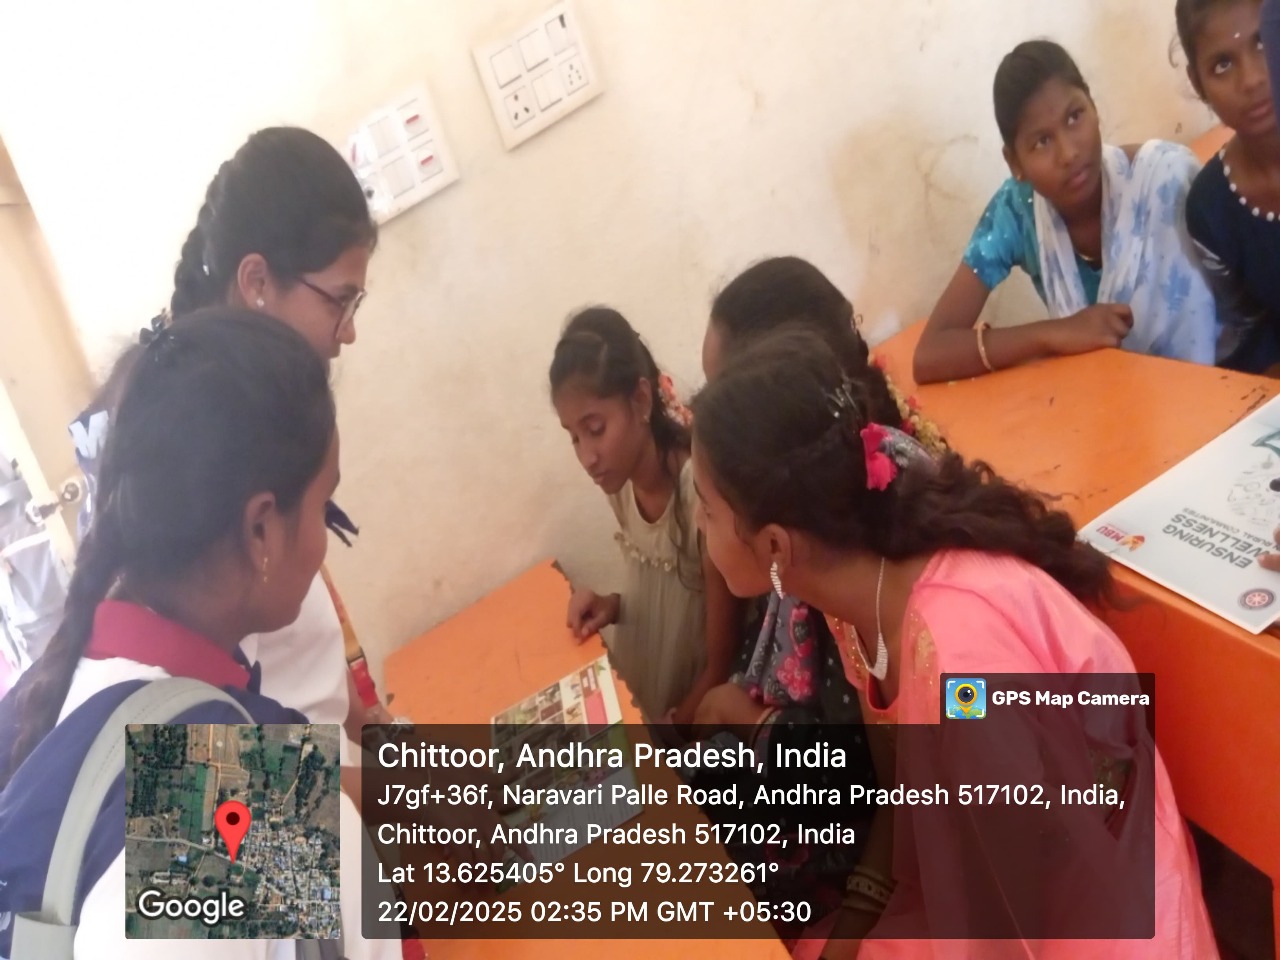 M
MBU
ENSURING
WELLNESS
RURAL COMMUNITIES
GPS Map Camera
Chittoor, Andhra Pradesh, India
J7gf+36f, Naravari Palle Road, Andhra Pradesh 517102, India,
Chittoor, Andhra Pradesh 517102, India
Lat 13.625405° Long 79.273261°
22/02/2025 02:35 PM GMT +05:30
Google